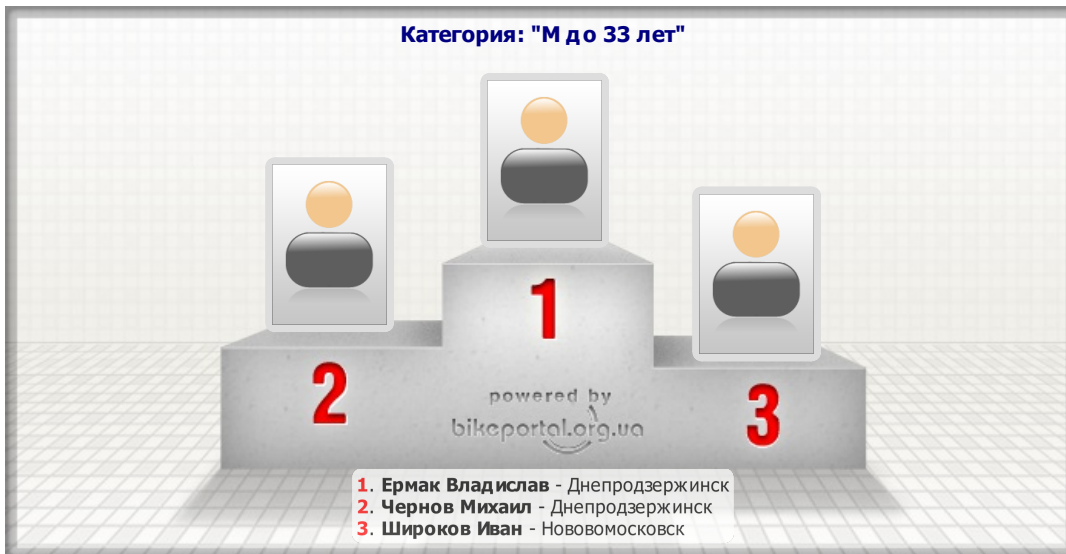 Категория: "М до 33 лет"
1
2
3
powered by
bikeportal.org.ua
1. Ермак Владислав - Днепродзержинск
2. Чернов Михаил - Днепродзержинск
3. Широков Иван - Нововомосковск